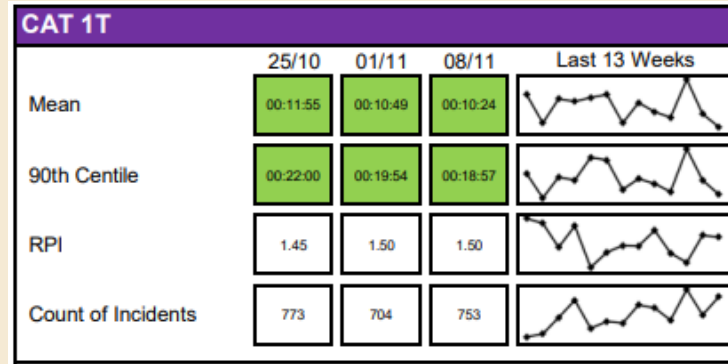 CAT 1T
25/10 01/11 08/11 Last 13 Weeks
Mean 00:11:55 00:10:49 00:10:24
90th Centile 00:22:00 00:19:54 00:18:57
RPI 1.45 1.50 1.50
Count of Incidents 773 704 753